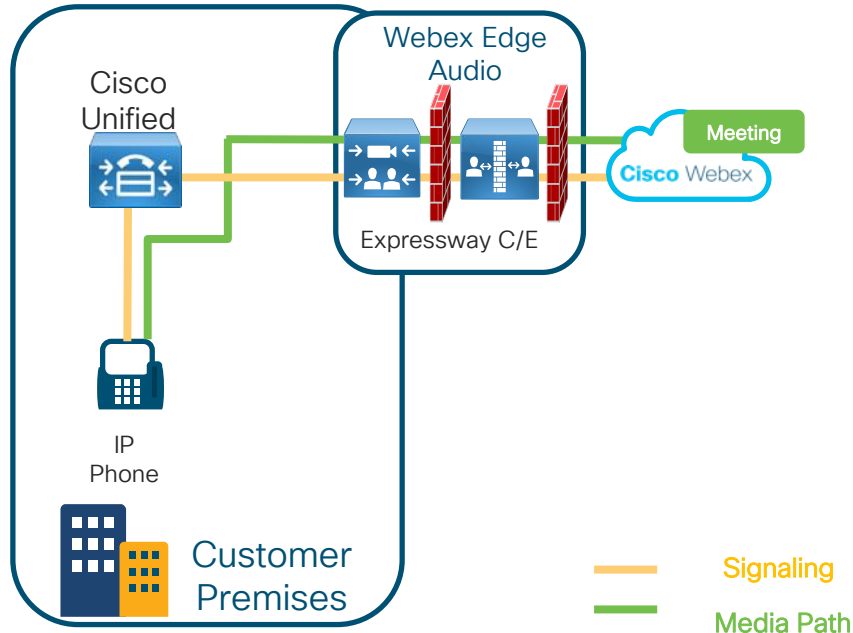 Webex Edge
Audio
Cisco
Unified
Meeting
Cisco Webex
Expressway C/E
IP
Phone
Customer
Premises
Signaling
Media Path